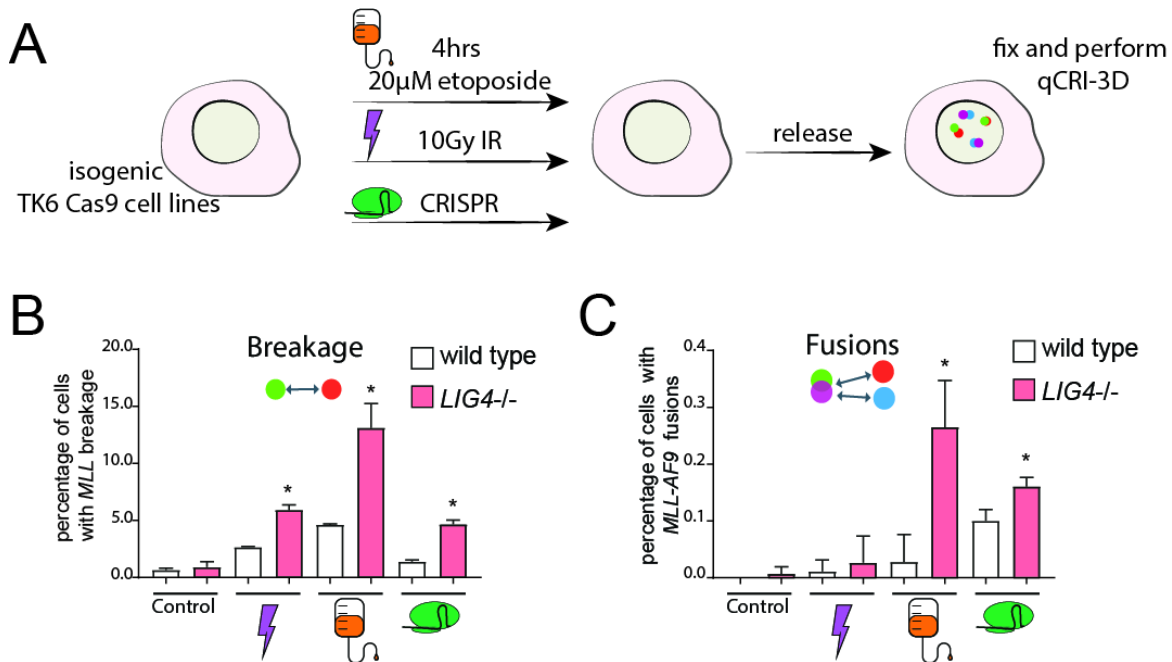 A
4hrs
20µM etoposide
10Gy IR
CRISPR
isogenic
TK6 Cas9 cell lines
release
fix and perform
qCRI-3D
B
percentage of cells
with MLL breakage
20.0
15.0
10.0
5.0
0.0
Breakage
wild type
LIG4-/-
*
*
*
Control
C
percentage of cells with
MLL-AF9 fusions
0.4
0.3
0.2
0.1
0.0
Fusions
wild type
LIG4-/-
*
*
Control